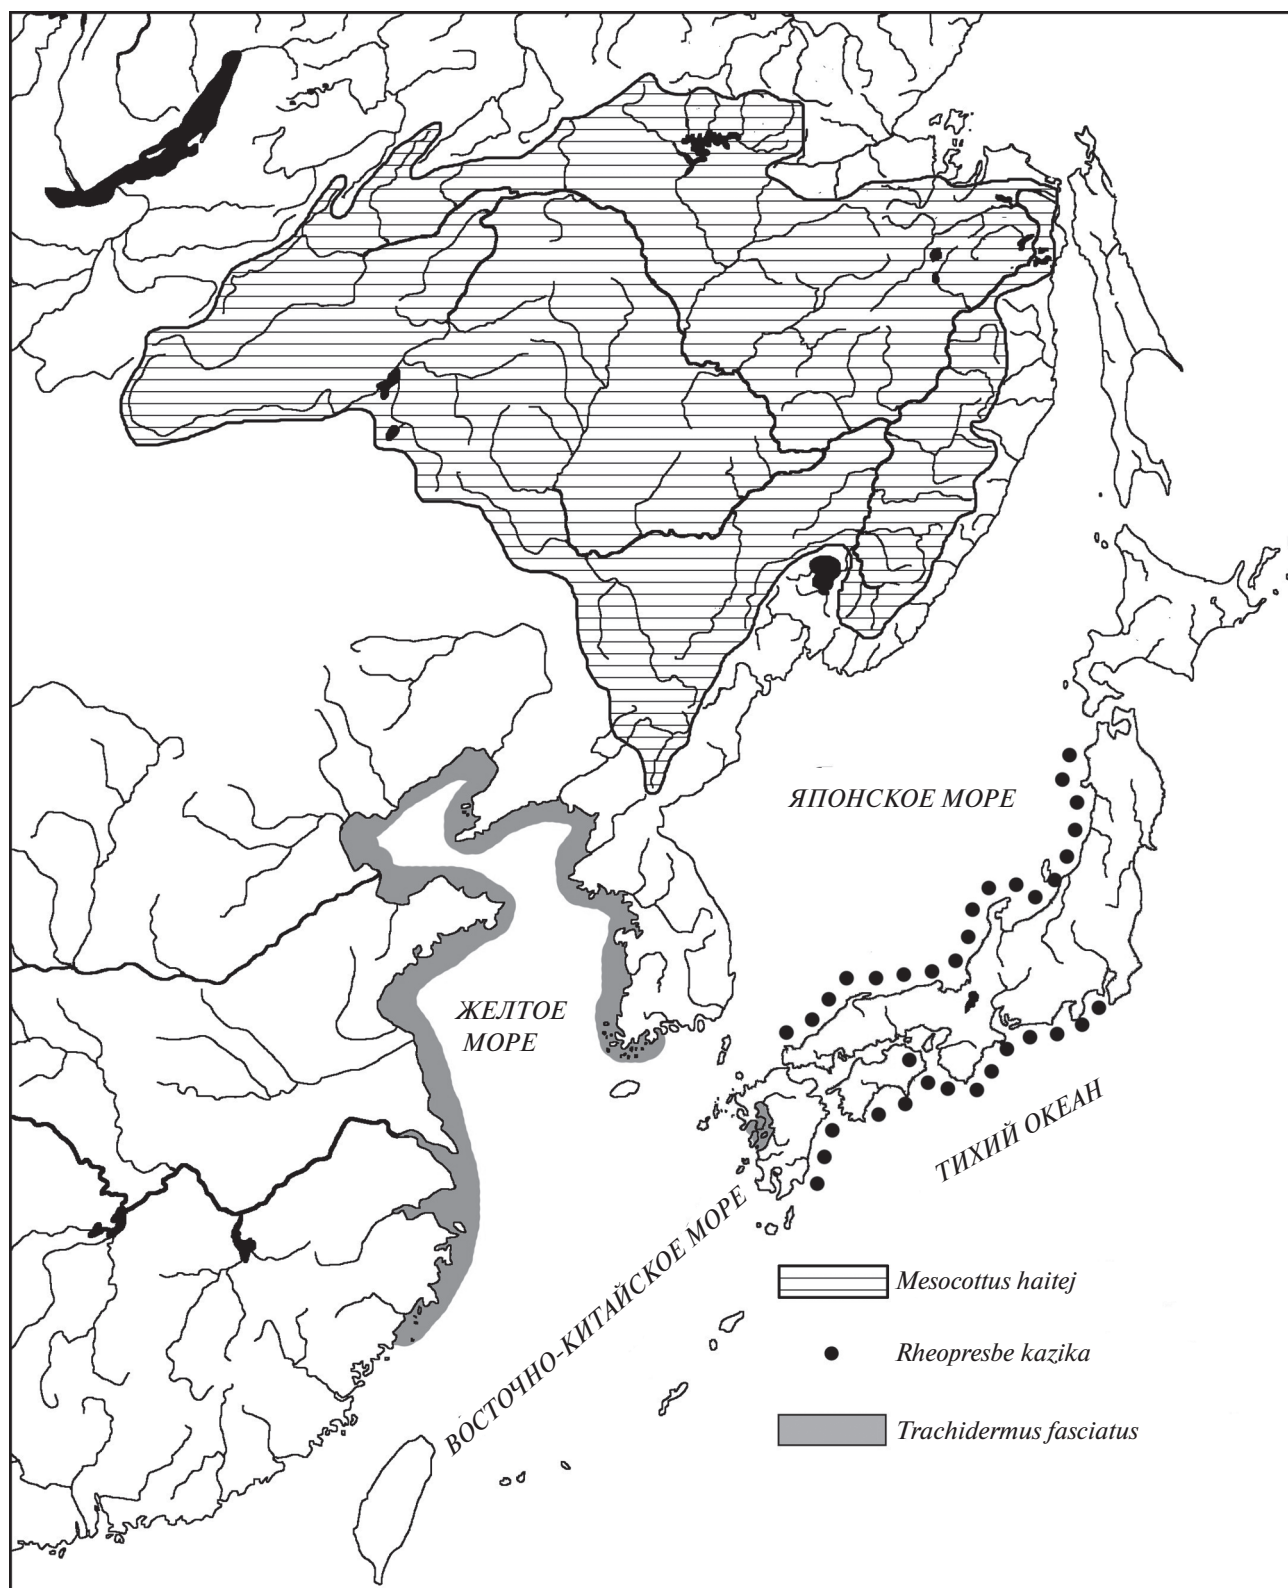 ЯПОНСКОЕ МОРЕ
ЖЕЛТОЕ
МОРЕ
ТИХИЙ ОКЕАН
ВОСТОЧНО-КИТАЙСКОЕ МОРЕ
Mesocottus haitej
Rheopresbe kazika
Trachidermus fasciatus